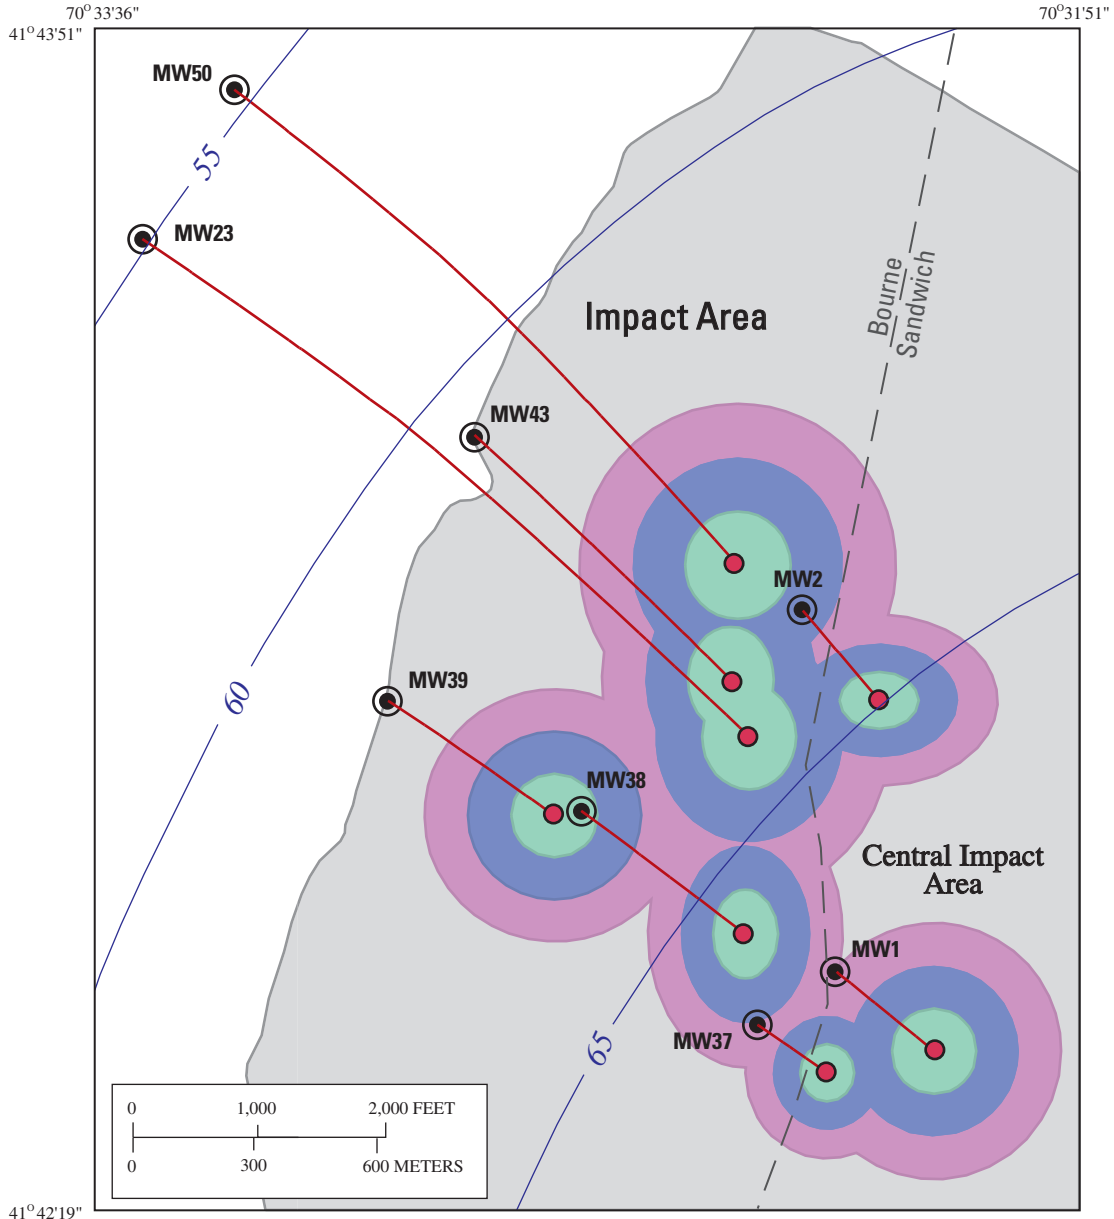 70°33'36"
70°31'51"
41°43'51"
MW50
55
MW23
Bourne
Sandwich
Impact Area
MW43
MW2
60
MW39
MW38
Central Impact
Area
MW1
MW37
65
0 1,000 2,000 FEET
0 300 600 METERS
41°42'19"